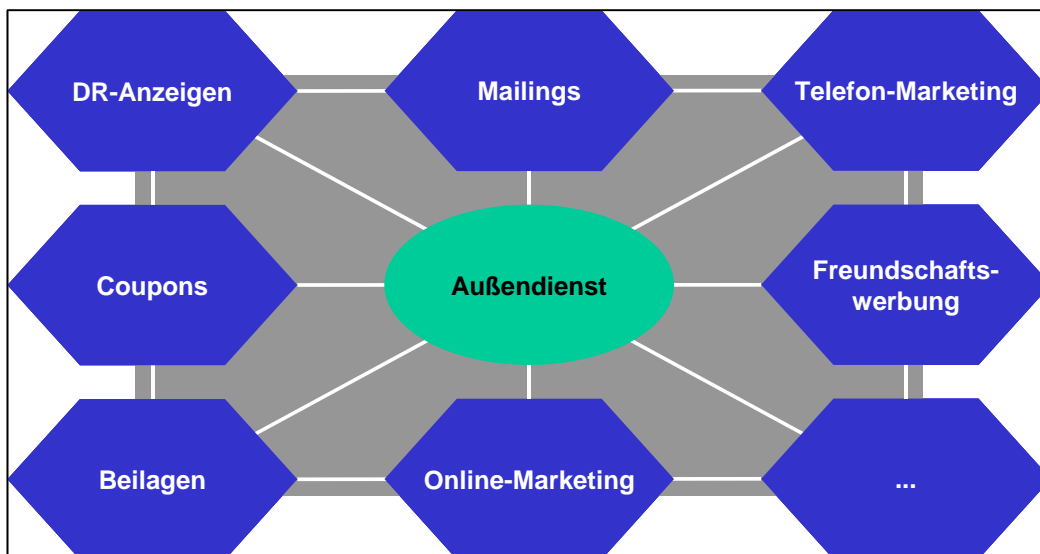 DR-Anzeigen
Mailings
Telefon-Marketing
Coupons
Außendienst
Freundschafts-
werbung
Beilagen
Online-Marketing
...